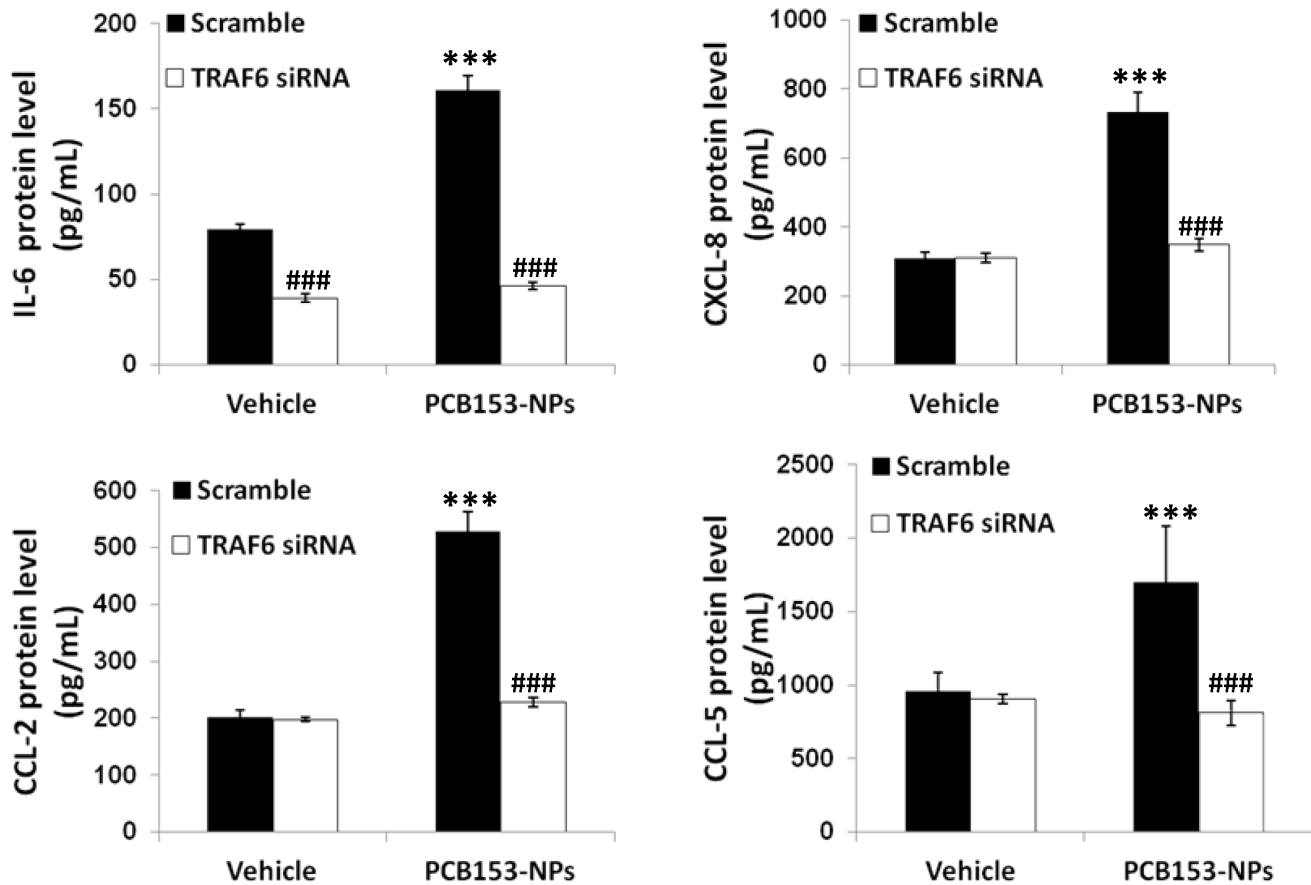 IL-6 protein level
(pg/mL)
200
150
100
50
0
Scramble
TRAF6 siRNA
***
###
###
Vehicle
PCB153-NPs
CXCL-8 protein level
(pg/mL)
1000
800
600
400
200
0
Scramble
TRAF6 siRNA
***
###
Vehicle
PCB153-NPs
CCL-2 protein level
(pg/mL)
600
500
400
300
200
100
0
Scramble
TRAF6 siRNA
***
###
Vehicle
PCB153-NPs
CCL-5 protein level
(pg/mL)
2500
2000
1500
1000
500
0
Scramble
TRAF6 siRNA
***
###
Vehicle
PCB153-NPs